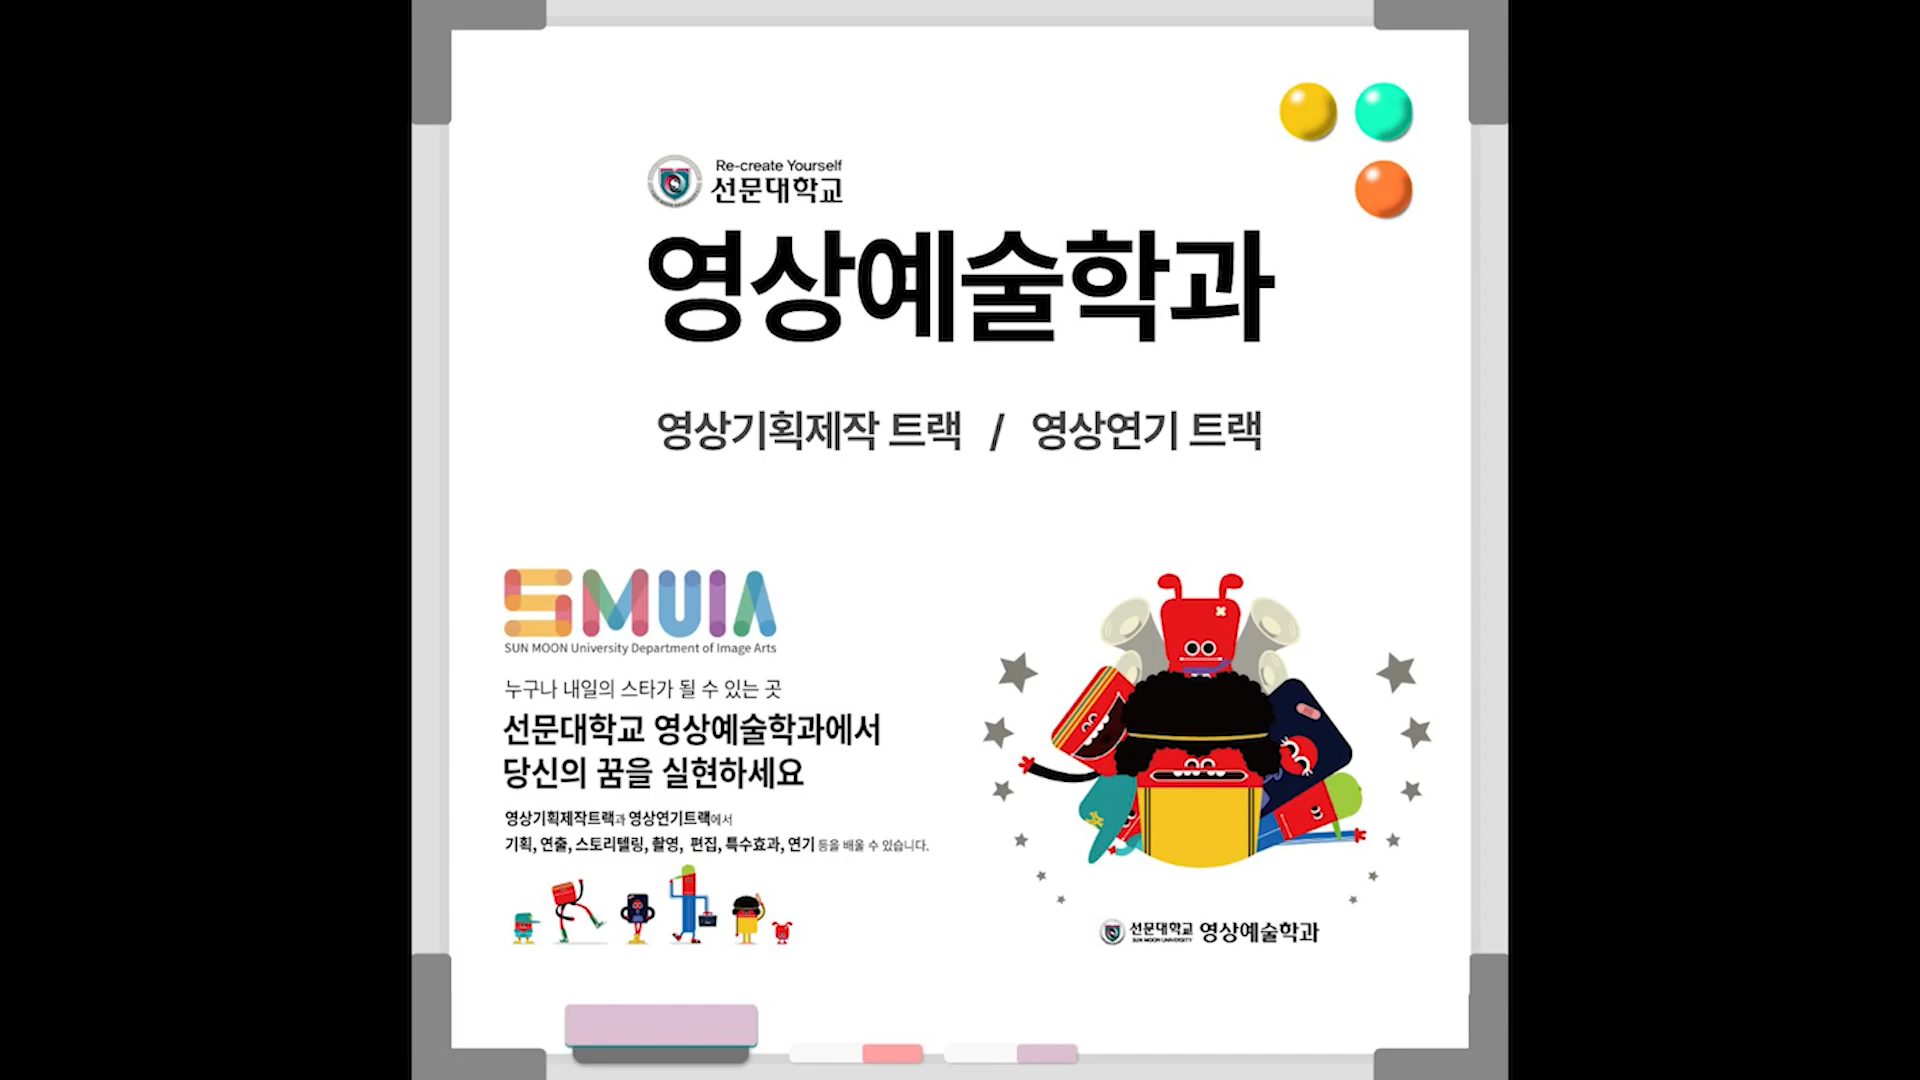 Re-create Yourself
선문대학교
영상예술학과
영상기획제작 트랙 / 영상연기 트랙
SMUIA
SUN MOON University Department of Image Arts
누구나 내일의 스타가 될 수 있는 곳
선문대학교 영상예술학과에서
당신의 꿈을 실현하세요
영상기획제작트랙과 영상연기트랙에서
기획, 연출, 스토리텔링, 촬영, 편집, 특수효과, 연기 등을 배울 수 있습니다.
선문대학교 영상예술학과
SUN MOON UNIVERSITY